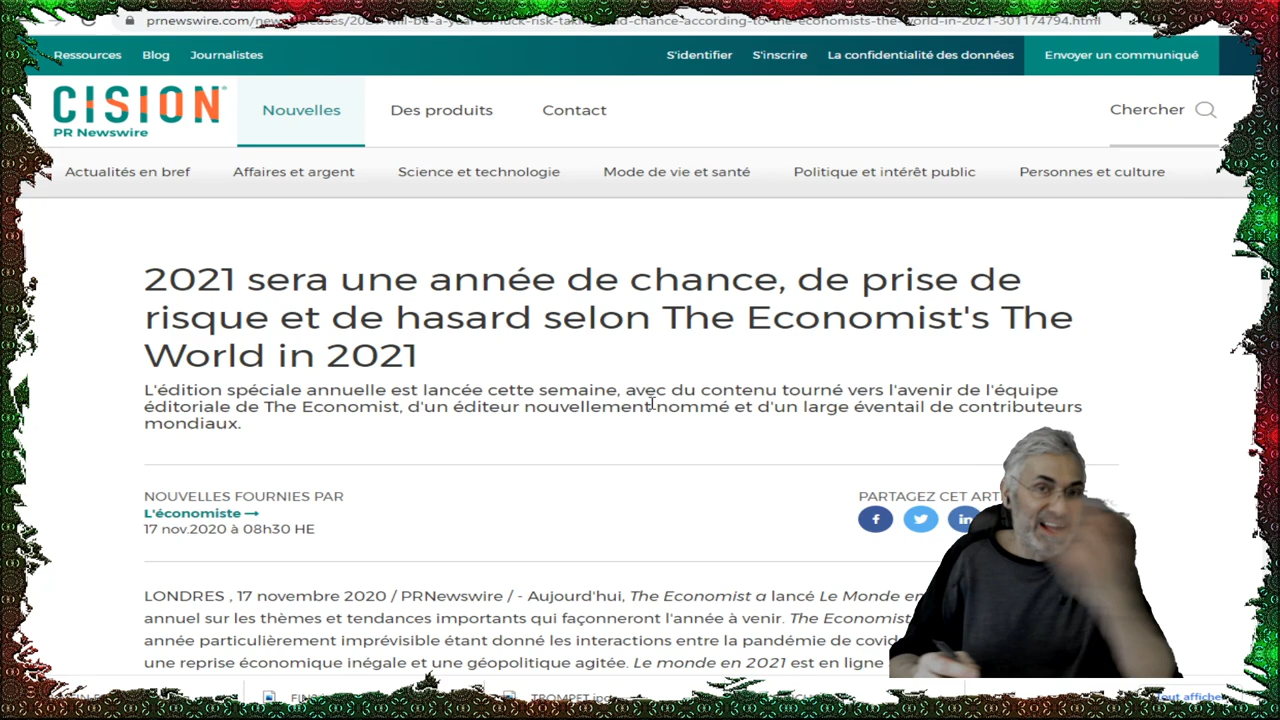 prnewswire.com/new
Ressources Blog Journalistes S'identifier S'inscrire La confidentialité des données Envoyer un communiqué
CISION
PR Newswire
Nouvelles Des produits Contact Chercher
Actualités en bref Affaires et argent Science et technologie Mode de vie et santé Politique et intérêt public Personnes et culture
2021 sera une année de chance, de prise de
risque et de hasard selon The Economist's The
World in 2021
L'édition spéciale annuelle est lancée cette semaine, avec du contenu tourné vers l'avenir de l'équipe
éditoriale de The Economist, d'un éditeur nouvellement nommé et d'un large éventail de contributeurs
mondiaux.
NOUVELLES FOURNIES PAR
L'économiste →
17 nov.2020 à 08h30 HE
PARTAGEZ CET ART
LONDRES , 17 novembre 2020 / PRNewswire / - Aujourd'hui, The Economist a lancé Le Monde en
annuel sur les thèmes et tendances importants qui façonneront l'année à venir. The Economist
année particulièrement imprévisible étant donné les interactions entre la pandémie de covid
une reprise économique inégale et une géopolitique agitée. Le monde en 2021 est en ligne